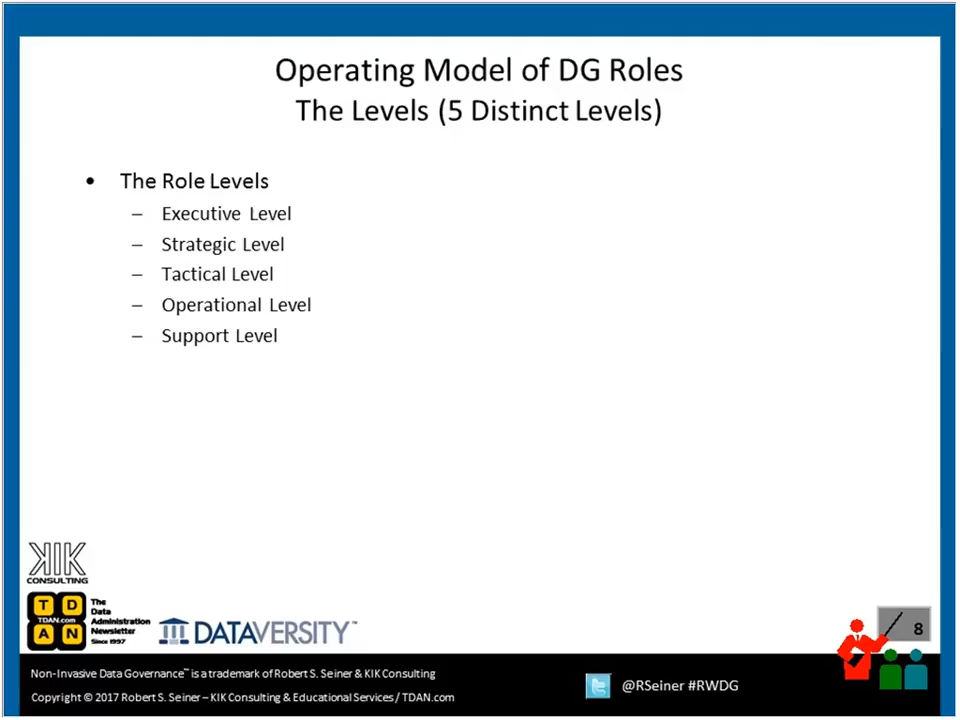 Operating Model of DG Roles
The Levels (5 Distinct Levels)
• The Role Levels
– Executive Level
– Strategic Level
– Tactical Level
– Operational Level
– Support Level
KIK
CONSULTING
T D
TDAN.com
A N
The
Data
Administration
Newsletter
Since 1997
DATAVERSITY™
8
Non-Invasive Data Governance™ is a trademark of Robert S. Seiner & KIK Consulting
Copyright © 2017 Robert S. Seiner – KIK Consulting & Educational Services / TDAN.com
@RSeiner #RWDG